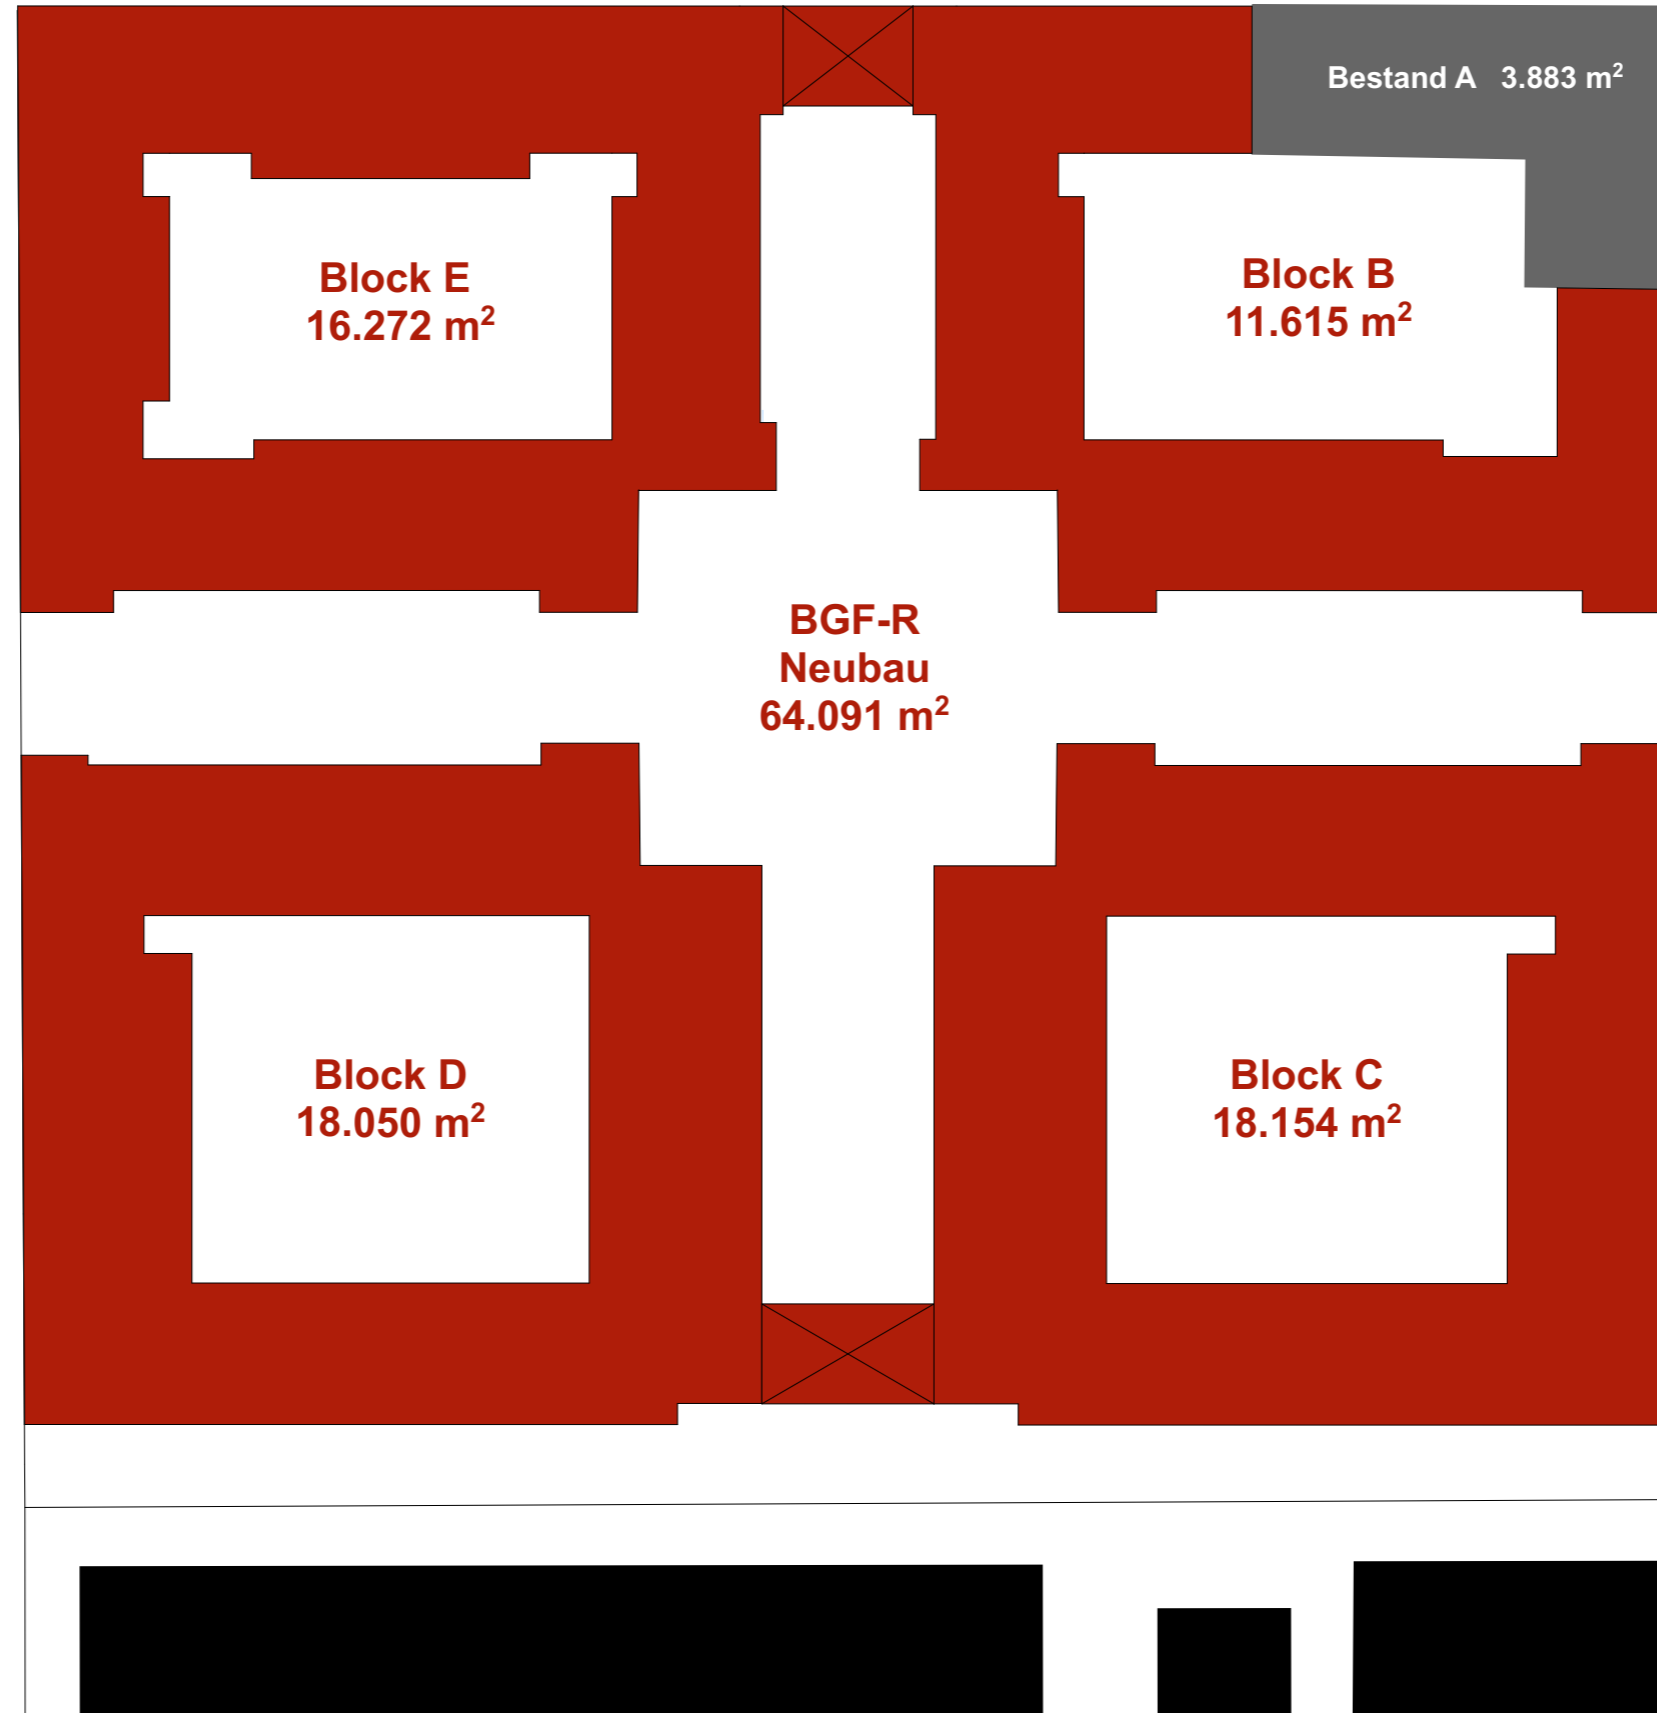 Bestand A 3.883 m²
Block E
16.272 m²
Block B
11.615 m²
BGF-R
Neubau
64.091 m²
Block D
18.050 m²
Block C
18.154 m²